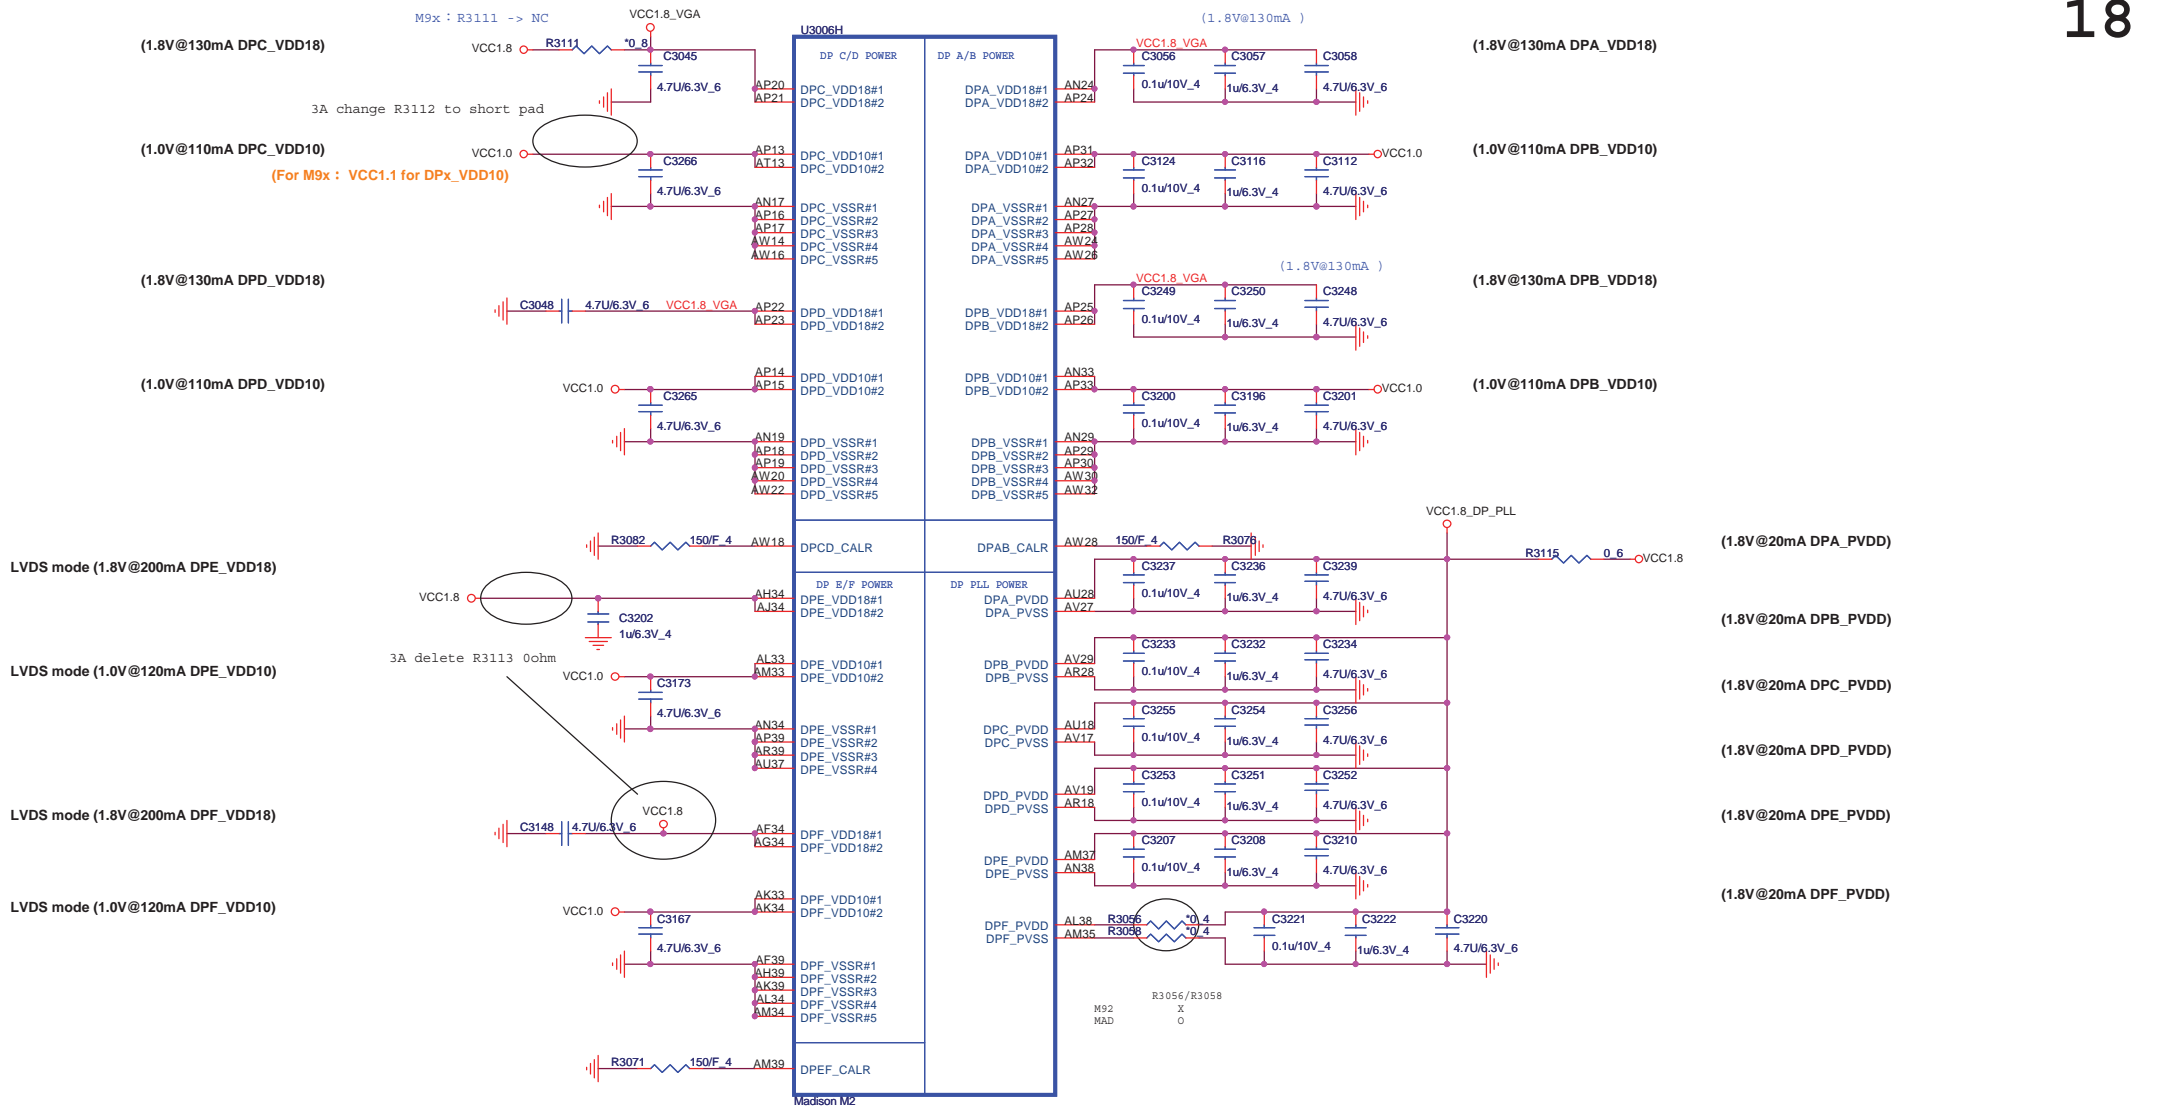 18
M9x : R3111 -> NC
VCC1.8_VGA
(1.8V@130mA )
U3006H
(1.8V@130mA DPC_VDD18)
VCC1.8
R3111
*0_8
C3045
4.7U/6.3V_6
DP C/D POWER
DP A/B POWER
VCC1.8_VGA
C3056
0.1u/10V_4
C3057
1u/6.3V_4
C3058
4.7U/6.3V_6
(1.8V@130mA DPA_VDD18)
AP20 DPC_VDD18#1
AP21 DPC_VDD18#2
DPA_VDD18#1 AN24
DPA_VDD18#2 AP24
3A change R3112 to short pad
(1.0V@110mA DPC_VDD10)
VCC1.0
C3266
4.7U/6.3V_6
(For M9x : VCC1.1 for DPx_VDD10)
AP13 DPC_VDD10#1
AT13 DPC_VDD10#2
DPA_VDD10#1 AP31
DPA_VDD10#2 AP32
C3124
0.1u/10V_4
C3116
1u/6.3V_4
C3112
4.7U/6.3V_6
VCC1.0
(1.0V@110mA DPB_VDD10)
AN17 DPC_VSSR#1
AP16 DPC_VSSR#2
AP17 DPC_VSSR#3
AW14 DPC_VSSR#4
AW16 DPC_VSSR#5
DPA_VSSR#1 AN27
DPA_VSSR#2 AP27
DPA_VSSR#3 AP28
DPA_VSSR#4 AW24
DPA_VSSR#5 AW26
(1.8V@130mA DPD_VDD18)
C3048
4.7U/6.3V_6
VCC1.8_VGA
AP22 DPD_VDD18#1
AP23 DPD_VDD18#2
DPB_VDD18#1 AP25
DPB_VDD18#2 AP26
(1.8V@130mA )
VCC1.8_VGA
C3249
0.1u/10V_4
C3250
1u/6.3V_4
C3248
4.7U/6.3V_6
(1.8V@130mA DPB_VDD18)
(1.0V@110mA DPD_VDD10)
VCC1.0
C3265
4.7U/6.3V_6
AP14 DPD_VDD10#1
AP15 DPD_VDD10#2
DPB_VDD10#1 AN33
DPB_VDD10#2 AP33
C3200
0.1u/10V_4
C3196
1u/6.3V_4
C3201
4.7U/6.3V_6
VCC1.0
(1.0V@110mA DPB_VDD10)
AN19 DPD_VSSR#1
AP18 DPD_VSSR#2
AP19 DPD_VSSR#3
AW20 DPD_VSSR#4
AW22 DPD_VSSR#5
DPB_VSSR#1 AN29
DPB_VSSR#2 AP29
DPB_VSSR#3 AP30
DPB_VSSR#4 AW30
DPB_VSSR#5 AW32
R3082
150/F_4
AW18 DPCD_CALR
DPAB_CALR AW28
150/F_4
R3076
VCC1.8_DP_PLL
R3115
0_6
VCC1.8
(1.8V@20mA DPA_PVDD)
LVDS mode (1.8V@200mA DPE_VDD18)
VCC1.8
C3202
1u/6.3V_4
DP E/F POWER
DP PLL POWER
AH34 DPE_VDD18#1
AJ34 DPE_VDD18#2
DPA_PVDD AU28
DPA_PVSS AV27
C3237
0.1u/10V_4
C3236
1u/6.3V_4
C3239
4.7U/6.3V_6
(1.8V@20mA DPB_PVDD)
3A delete R3113 0ohm
LVDS mode (1.0V@120mA DPE_VDD10)
VCC1.0
C3173
4.7U/6.3V_6
AL33 DPE_VDD10#1
AM33 DPE_VDD10#2
DPB_PVDD AV29
DPB_PVSS AR28
C3233
0.1u/10V_4
C3232
1u/6.3V_4
C3234
4.7U/6.3V_6
(1.8V@20mA DPC_PVDD)
AN34 DPE_VSSR#1
AP39 DPE_VSSR#2
AR39 DPE_VSSR#3
AU37 DPE_VSSR#4
DPC_PVDD AU18
DPC_PVSS AV17
C3255
0.1u/10V_4
C3254
1u/6.3V_4
C3256
4.7U/6.3V_6
(1.8V@20mA DPD_PVDD)
DPD_PVDD AV19
DPD_PVSS AR18
C3253
0.1u/10V_4
C3251
1u/6.3V_4
C3252
4.7U/6.3V_6
(1.8V@20mA DPE_PVDD)
LVDS mode (1.8V@200mA DPF_VDD18)
C3148
4.7U/6.3V_6
VCC1.8
AF34 DPF_VDD18#1
AG34 DPF_VDD18#2
DPE_PVDD AM37
DPE_PVSS AN38
C3207
0.1u/10V_4
C3208
1u/6.3V_4
C3210
4.7U/6.3V_6
(1.8V@20mA DPF_PVDD)
LVDS mode (1.0V@120mA DPF_VDD10)
VCC1.0
C3167
4.7U/6.3V_6
AK33 DPF_VDD10#1
AK34 DPF_VDD10#2
DPF_PVDD AL38
DPF_PVSS AM35
R3056
*0_4
R3058
*0_4
C3221
0.1u/10V_4
C3222
1u/6.3V_4
C3220
4.7U/6.3V_6
AF39 DPF_VSSR#1
AH39 DPF_VSSR#2
AK39 DPF_VSSR#3
AL34 DPF_VSSR#4
AM34 DPF_VSSR#5
R3056/R3058
M92 X
MAD O
R3071
150/F_4
AM39 DPEF_CALR
Madison M2